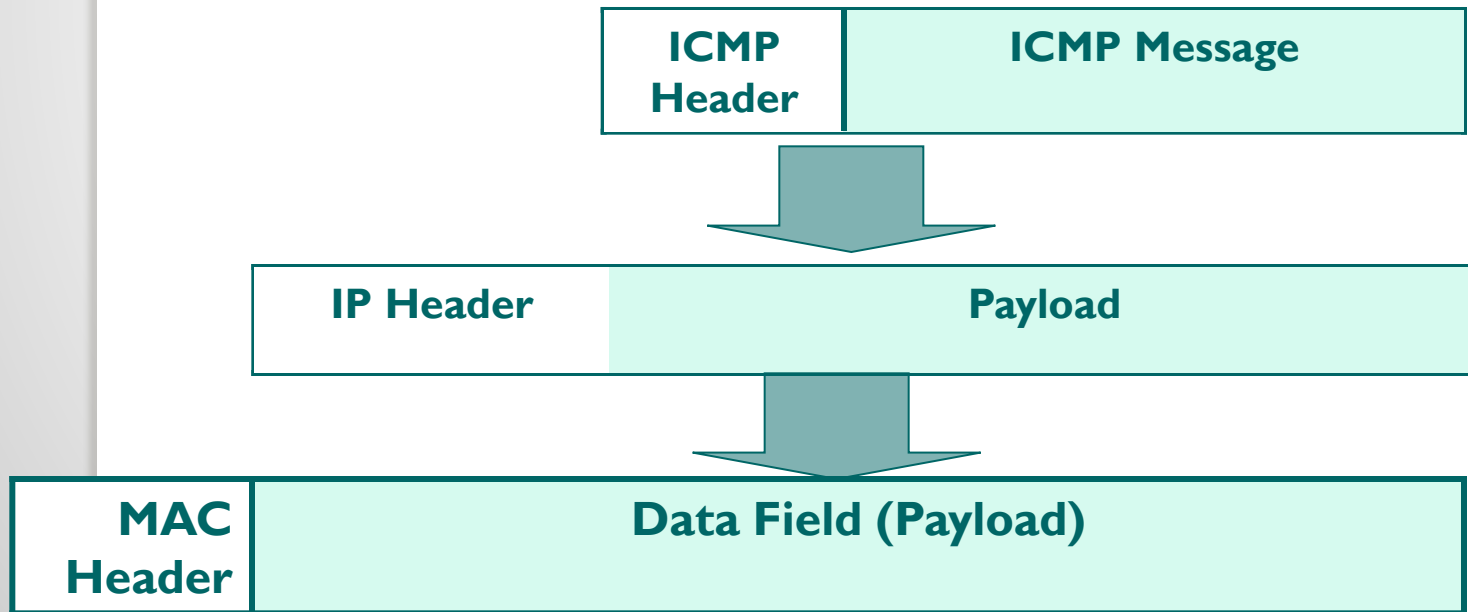 ICMP
Header
ICMP Message
IP Header
Payload
MAC
Header
Data Field (Payload)